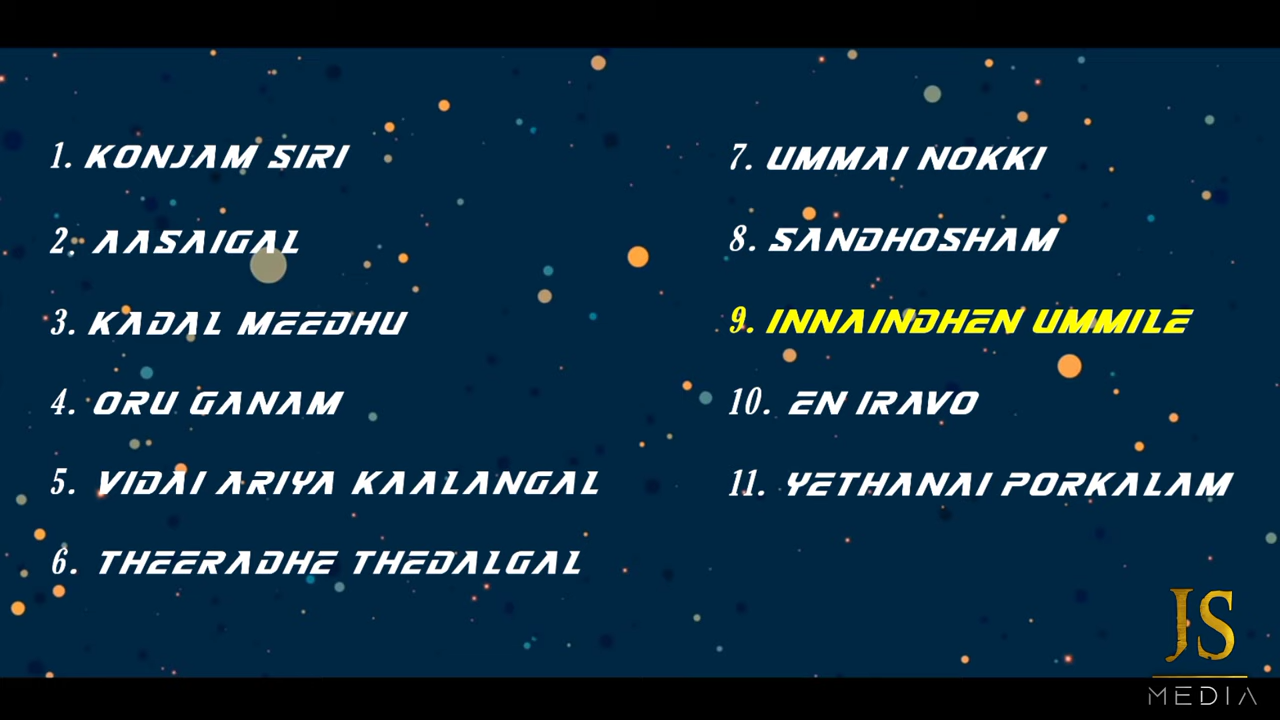 1. KONJAM SIRI
2. AASAIGAL
3. KADAL MEEDHU
4. ORU GANAM
5. VIDAI ARIYA KAALANGAL
6. THEERADHE THEDALGAL
7. UMMAI NOKKI
8. SANDHOSHAM
9. INNAINDHEN UMMILE
10. EN IRAVO
11. YETHANAI PORKALAM
JS
MEDIA